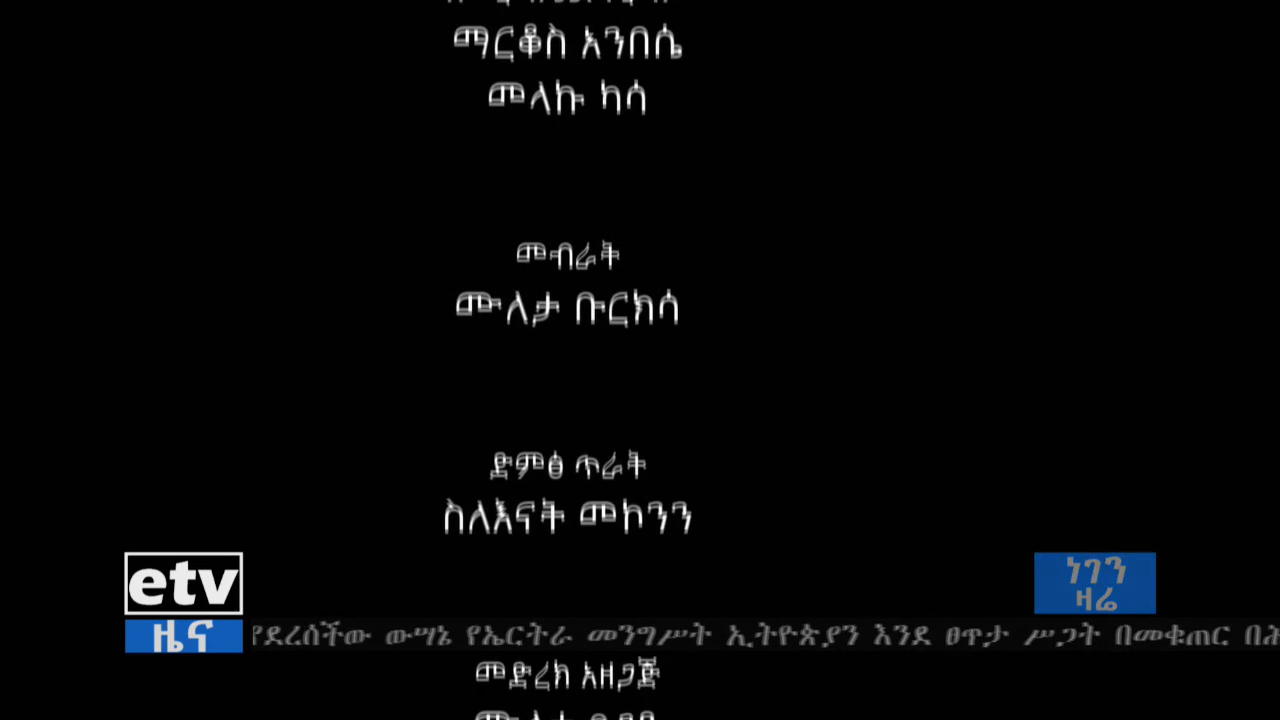 ማርቆስ አንበሴ
መላኩ ካሳ
መብራት
ሙለታ ቡርክሳ
ድምፅ ጥራት
ስለእናት መኮንን
etv
ዜና
ነገን
ዛሬ
የደረሰችው ውሣኔ የኤርትራ መንግሥት ኢትዮጵያን እንደ ፀጥታ ሥጋት በመቁጠር
መድረክ አዘጋጅ